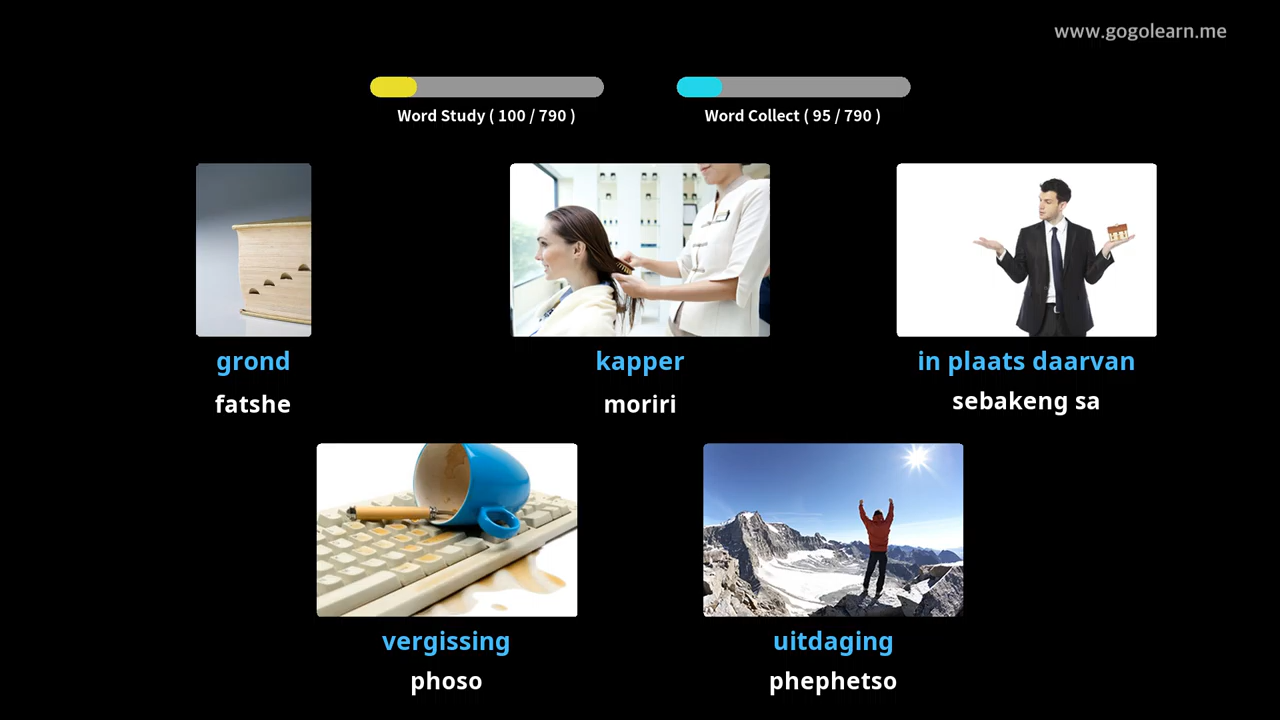 www.gogolearn.me
Word Study ( 100 / 790 )
Word Collect ( 95 / 790 )
grond
fatshe
kapper
moriri
in plaats daarvan
sebakeng sa
vergissing
phoso
uitdaging
phephetso